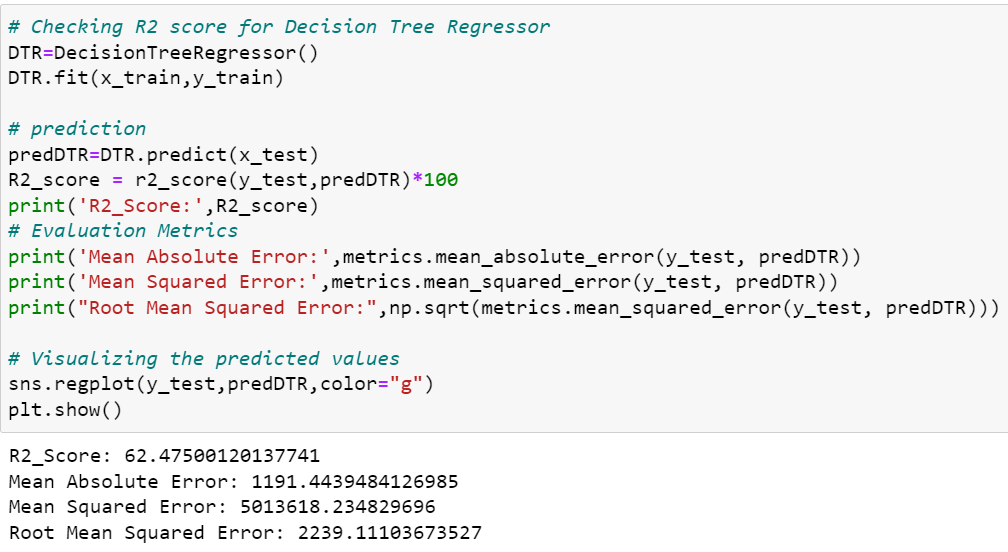 # Checking R2 score for Decision Tree Regressor
DTR=DecisionTreeRegressor()
DTR.fit(x_train,y_train)
# prediction
predDTR=DTR.predict(x_test)
R2_score = r2_score(y_test,predDTR)*100
print('R2_Score:',R2_score)
# Evaluation Metrics
print('Mean Absolute Error:',metrics.mean_absolute_error(y_test, predDTR))
print('Mean Squared Error:',metrics.mean_squared_error(y_test, predDTR))
print("Root Mean Squared Error:",np.sqrt(metrics.mean_squared_error(y_test, predDTR)))
# Visualizing the predicted values
sns.regplot(y_test,predDTR,color="g")
plt.show()
R2_Score: 62.47500120137741
Mean Absolute Error: 1191.4439484126985
Mean Squared Error: 5013618.234829696
Root Mean Squared Error: 2239.11103673527